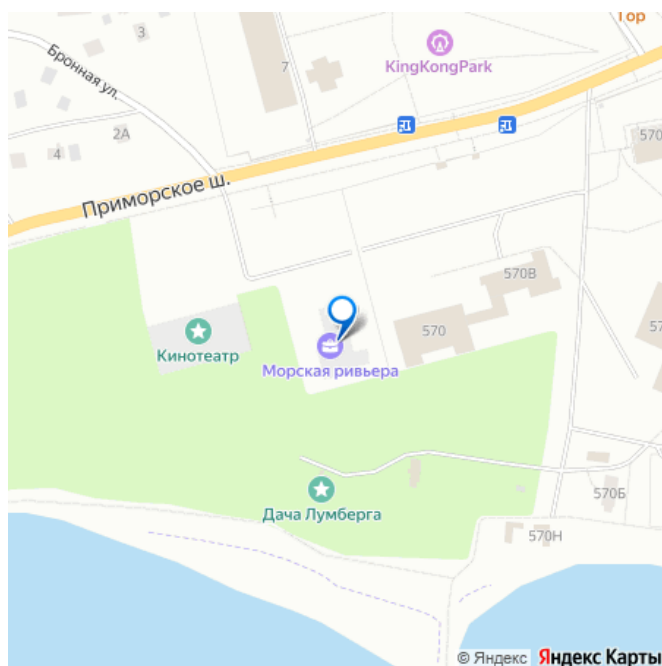 Тор
3
KingKongPark
Бронная ул.
7
2А
4
570
Приморское ш.
570В
570
57
Кинотеатр
Морская ривьера
Дача Лумберга
570Б
570Н
© Яндекс Яндекс Карты